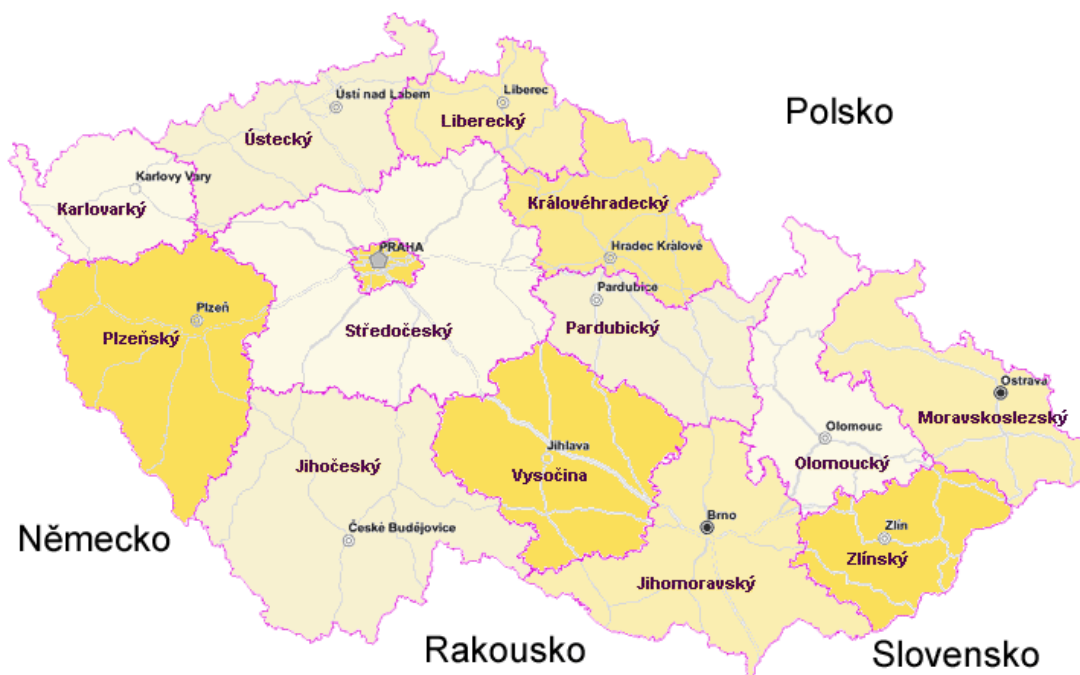 Ústí nad Labem
Liberec
Polsko
Liberecký
Ústecký
Karlovy Vary
Karlovarký
Královéhradecký
PRAHA
Hradec Králové
Pardubice
Plzeň
Plzeňský
Středočeský
Pardubický
Ostrava
Moravskoslezský
Olomouc
Olomoucký
Jihlava
Vysočina
Jihočeský
České Budějovice
Brno
Zlín
Zlínský
Německo
Jihomoravský
Rakousko
Slovensko